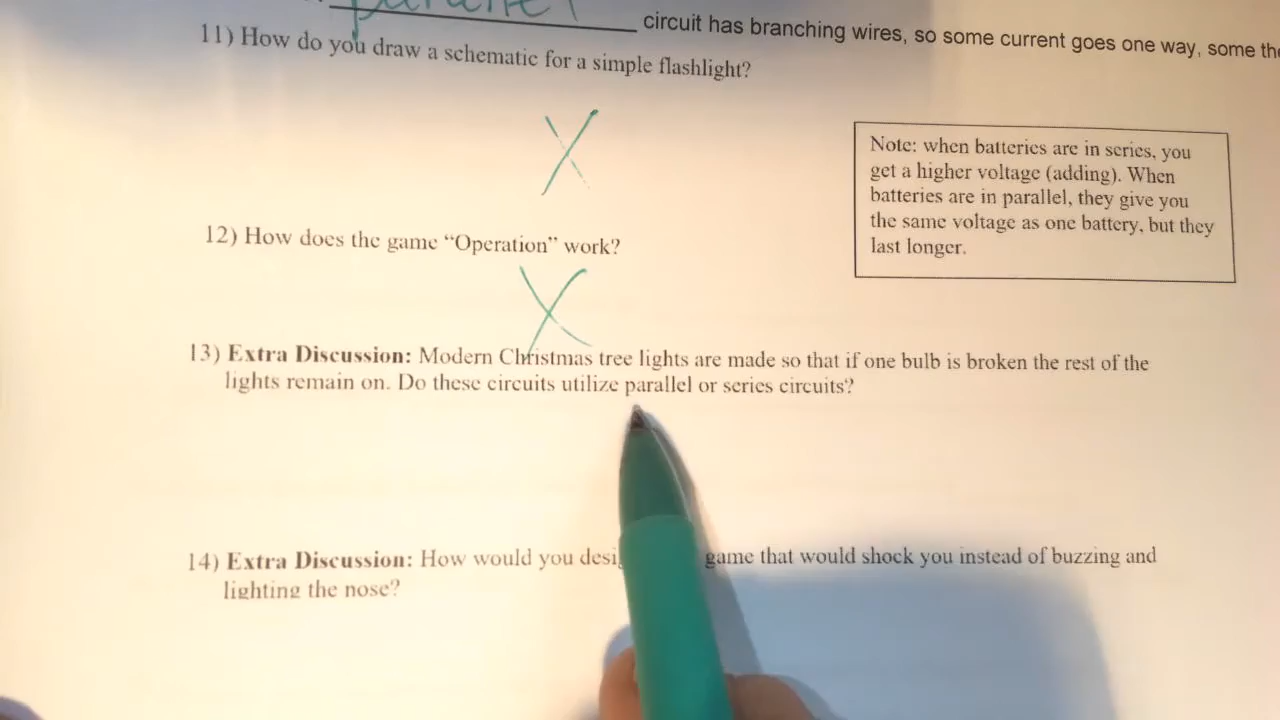 parallel circuit has branching wires, so some current goes one way, some
11) How do you draw a schematic for a simple flashlight?
X
Note: when batteries are in series, you
get a higher voltage (adding). When
batteries are in parallel, they give you
the same voltage as one battery, but they
last longer.
12) How does the game “Operation” work?
X
13) Extra Discussion: Modern Christmas tree lights are made so that if one bulb is broken the rest of the
lights remain on. Do these circuits utilize parallel or series circuits?
14) Extra Discussion: How would you game that would shock you instead of buzzing and
lighting the nose?